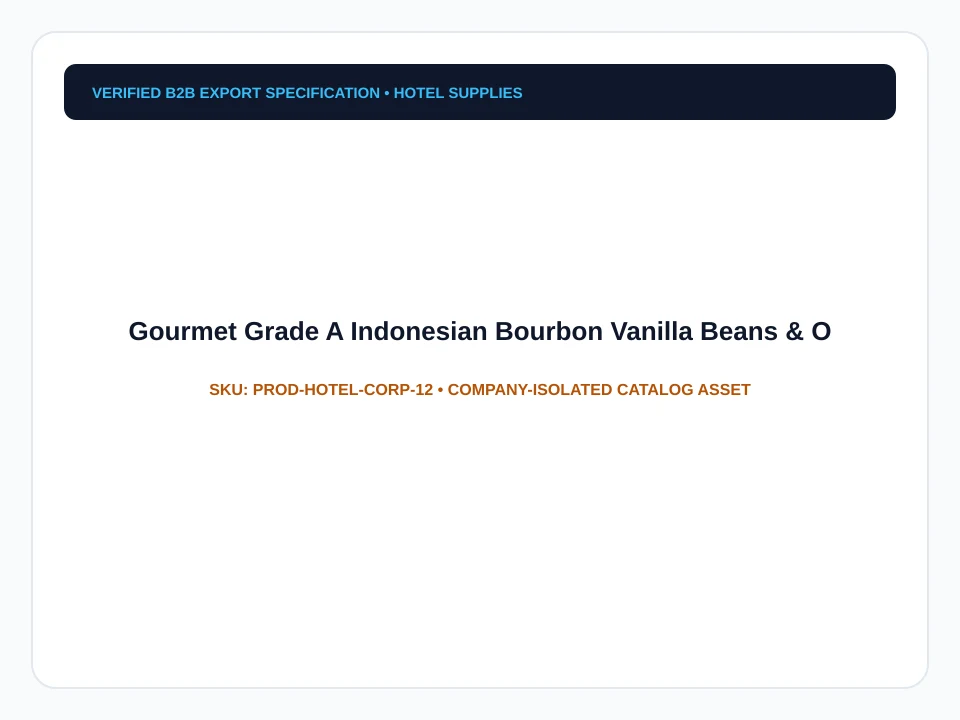 VERIFIED B2B EXPORT SPECIFICATION • HOTEL SUPPLIES
Gourmet Grade A Indonesian Bourbon Vanilla Beans & O
SKU: PROD-HOTEL-CORP-12 • COMPANY-ISOLATED CATALOG ASSET